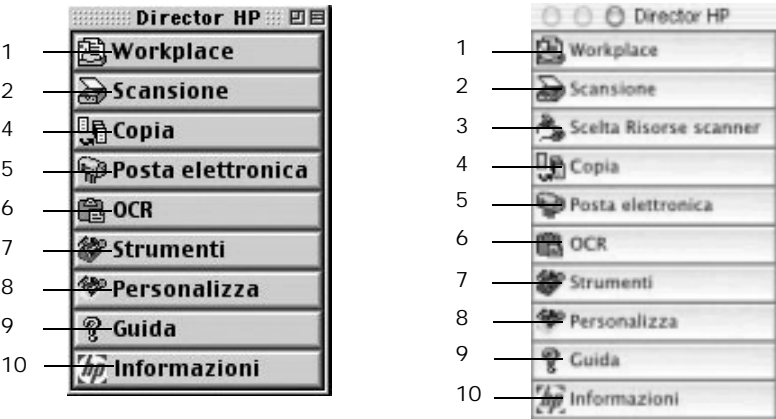 Director HP
1 Workplace
2 Scansione
4 Copia
5 Posta elettronica
6 OCR
7 Strumenti
8 Personalizza
9 Guida
10 hp Informazioni
Director HP
1 Workplace
2 Scansione
3 Scelta Risorse scanner
4 Copia
5 Posta elettronica
6 OCR
7 Strumenti
8 Personalizza
9 Guida
10 hp Informazioni